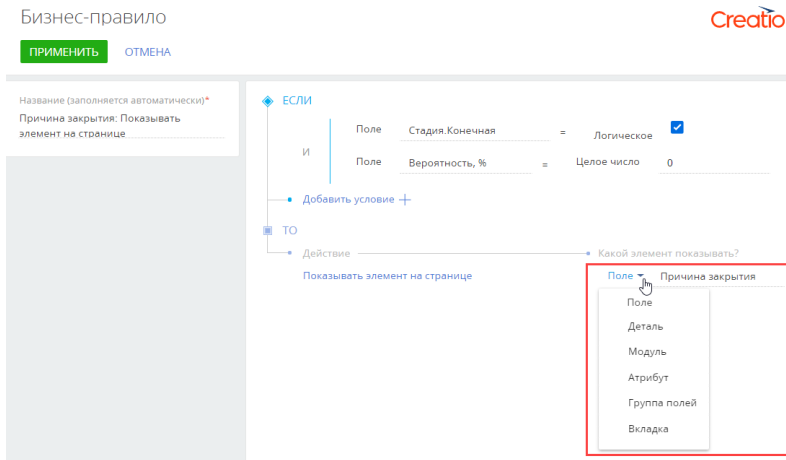 Бизнес-правило
Creatio
ПРИМЕНИТЬ ОТМЕНА
Название (заполняется автоматически)*
Причина закрытия: Показывать
элемент на странице
ЕСЛИ
Поле Стадия.Конечная = Логическое
И
Поле Вероятность, % = Целое число 0
Добавить условие
ТО
Действие Какой элемент показывать?
Показывать элемент на странице Поле Причина закрытия
Поле
Деталь
Модуль
Атрибут
Группа полей
Вкладка